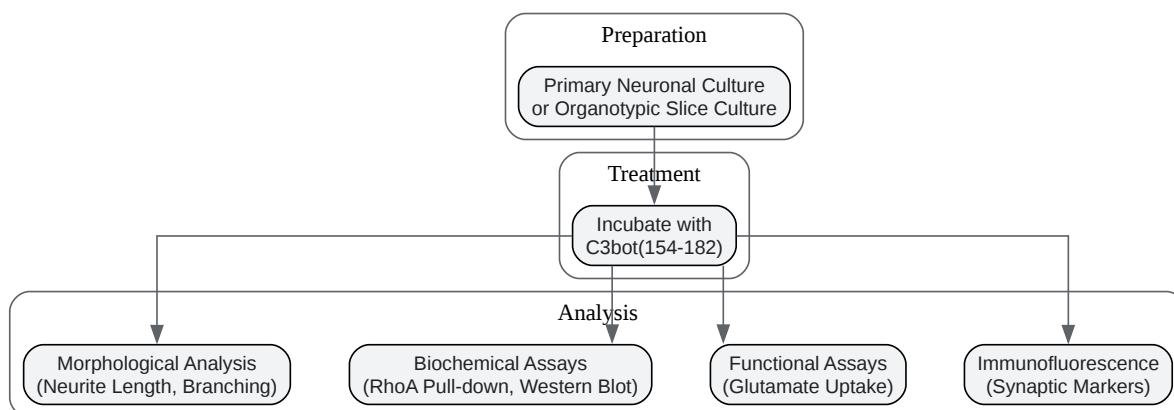 Preparation
Primary Neuronal Culture
or Organotypic Slice Culture
Treatment
Incubate with
C3bot(154-182)
Analysis
Morphological Analysis
(Neurite Length, Branching)
Biochemical Assays
(RhoA Pull-down, Western Blot)
Functional Assays
(Glutamate Uptake)
Immunofluorescence
(Synaptic Markers)